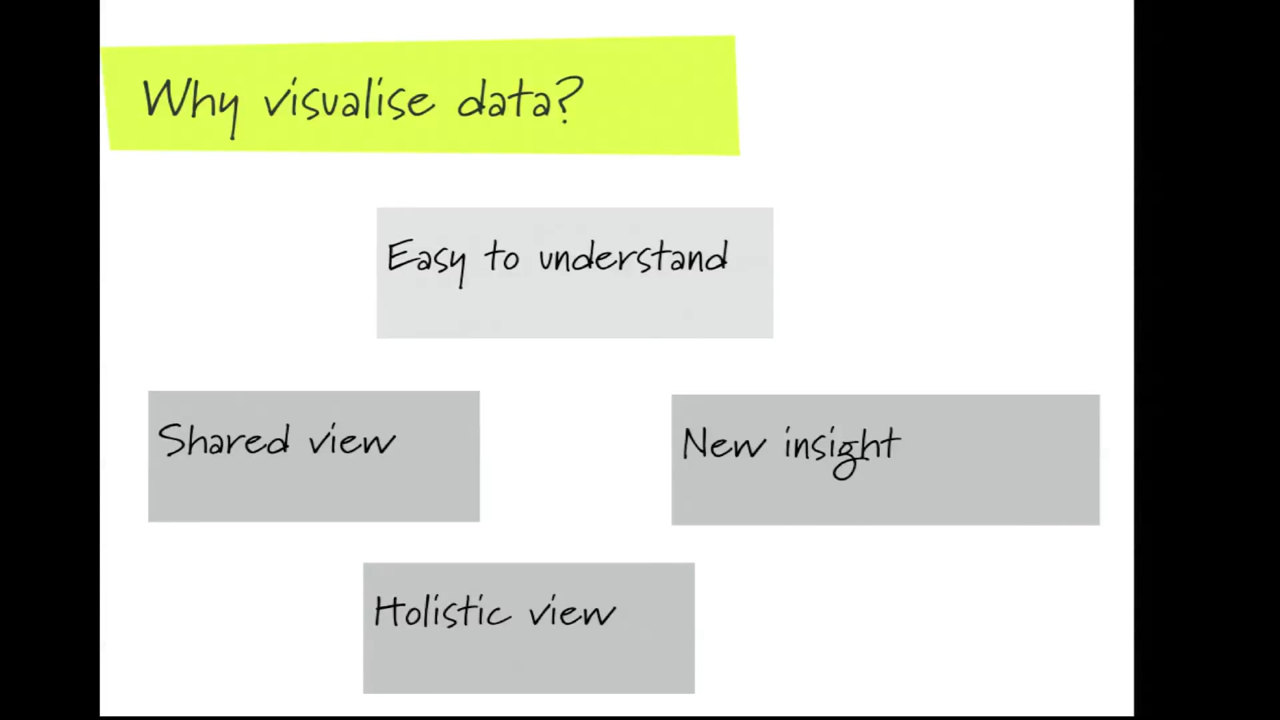 Why visualise data?
Easy to understand
Shared view
New insight
Holistic view